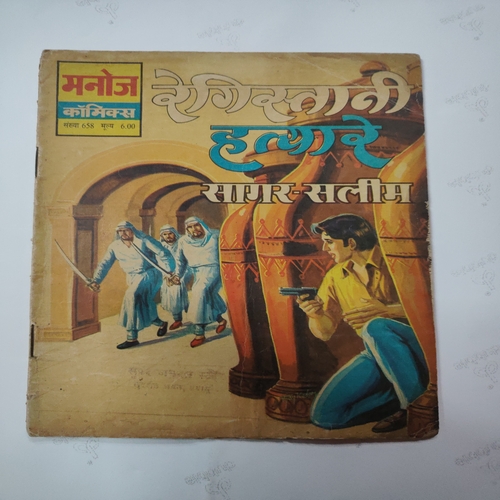 मनोज
कॉमिक्स
संख्या 658 मूल्य 6.00
रेगिस्तानी
हत्यारे
सागर-सलीम